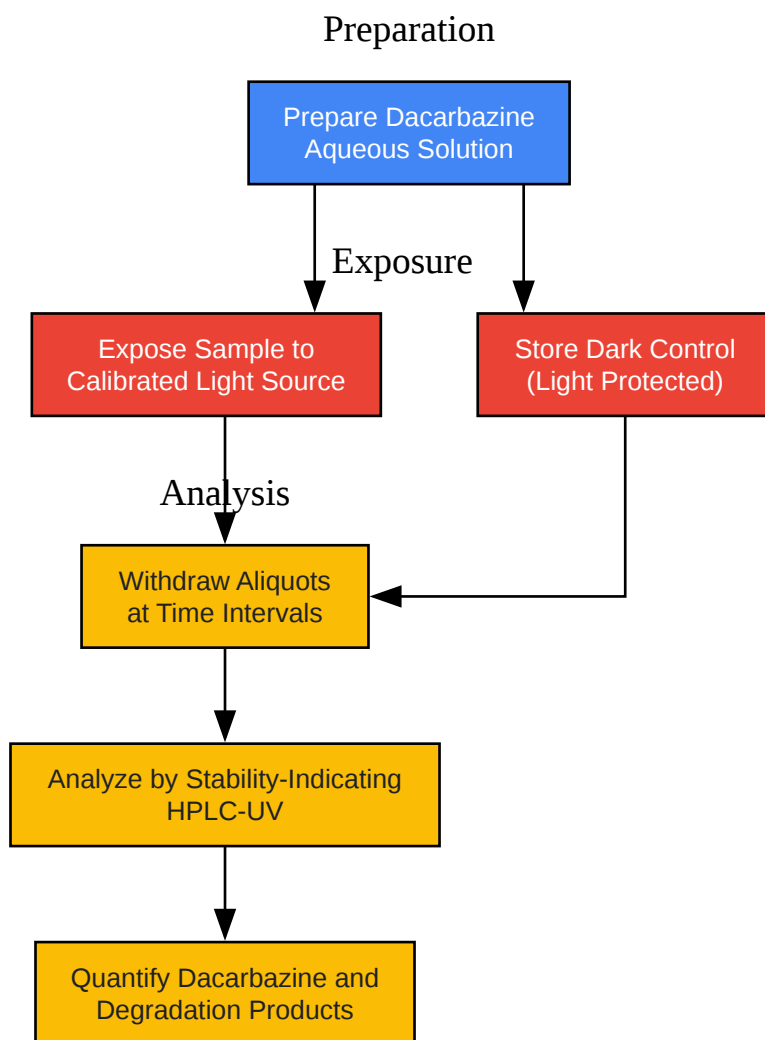 Preparation
Prepare Dacarbazine
Aqueous Solution
Exposure
Expose Sample to
Calibrated Light Source
Store Dark Control
(Light Protected)
Analysis
Withdraw Aliquots
at Time Intervals
Analyze by Stability-Indicating
HPLC-UV
Quantify Dacarbazine and
Degradation Products